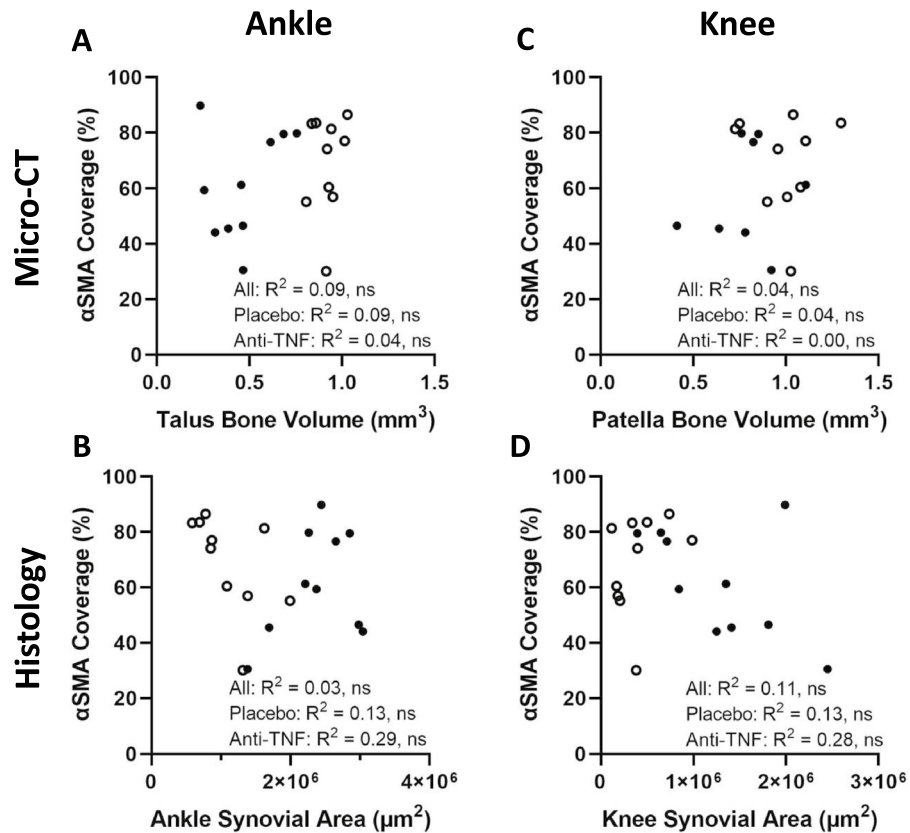 Ankle
Knee
Micro-CT
Histology
A
αSMA Coverage (%)
100
80
60
40
20
0
0.0 0.5 1.0 1.5
All: R² = 0.09, ns
Placebo: R² = 0.09, ns
Anti-TNF: R² = 0.04, ns
Talus Bone Volume (mm³)
C
αSMA Coverage (%)
100
80
60
40
20
0
0.0 0.5 1.0 1.5
All: R² = 0.04, ns
Placebo: R² = 0.04, ns
Anti-TNF: R² = 0.00, ns
Patella Bone Volume (mm³)
B
αSMA Coverage (%)
100
80
60
40
20
0
0 2×10⁶ 4×10⁶
All: R² = 0.03, ns
Placebo: R² = 0.13, ns
Anti-TNF: R² = 0.29, ns
Ankle Synovial Area (µm²)
D
αSMA Coverage (%)
100
80
60
40
20
0
0 1×10⁶ 2×10⁶ 3×10⁶
All: R² = 0.11, ns
Placebo: R² = 0.13, ns
Anti-TNF: R² = 0.28, ns
Knee Synovial Area (µm²)